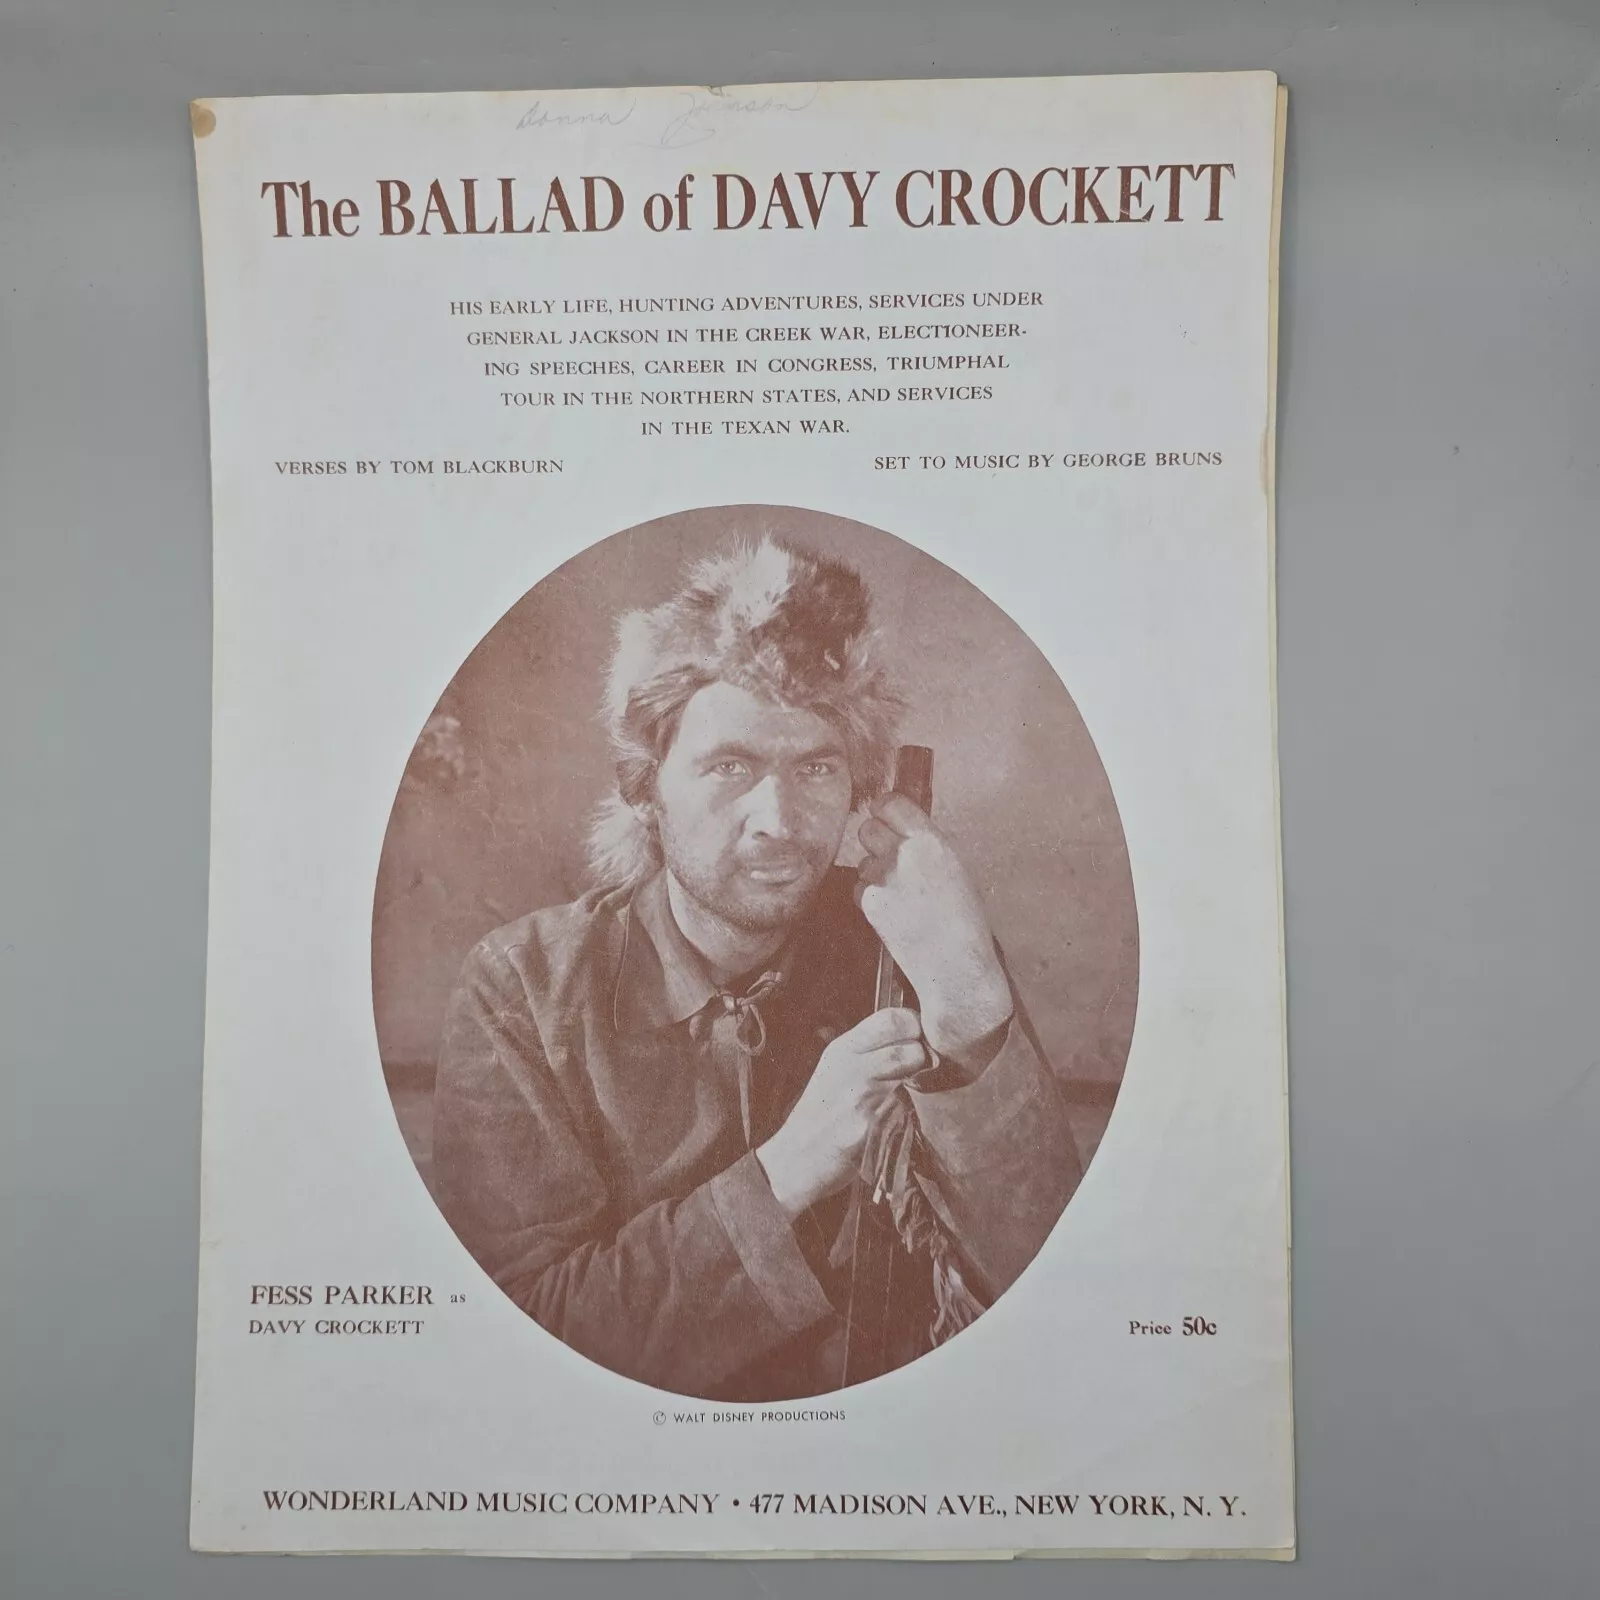 Donna Johnson
The BALLAD of DAVY CROCKETT
HIS EARLY LIFE, HUNTING ADVENTURES, SERVICES UNDER
GENERAL JACKSON IN THE CREEK WAR, ELECTIONEER-
ING SPEECHES, CAREER IN CONGRESS, TRIUMPHAL
TOUR IN THE NORTHERN STATES, AND SERVICES
IN THE TEXAN WAR.
VERSES BY TOM BLACKBURN
SET TO MUSIC BY GEORGE BRUNS
FESS PARKER as
DAVY CROCKETT
Price 50c
© WALT DISNEY PRODUCTIONS
WONDERLAND MUSIC COMPANY • 477 MADISON AVE., NEW YORK, N. Y.